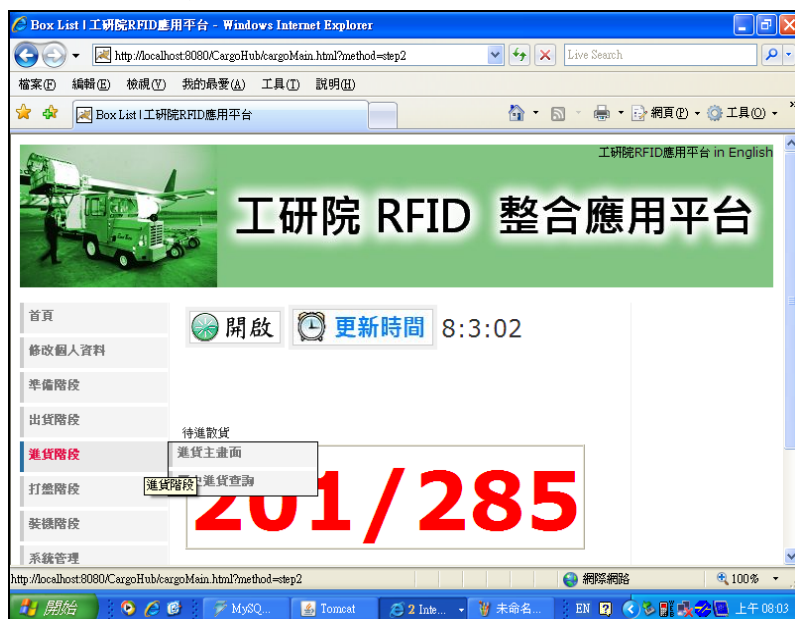 Box List | 工研院RFID應用平台 - Windows Internet Explorer
http://localhost:8080/CargoHub/cargoMain.html?method=step2
Live Search
檔案(F) 編輯(E) 檢視(V) 我的最愛(A) 工具(T) 說明(H)
Box List | 工研院RFID應用平台
網頁(P) 工具(O)
工研院RFID應用平台 in English
工研院 RFID 整合應用平台
首頁
修改個人資料
準備階段
出貨階段
進貨階段
打盤階段
裝機階段
系統管理
開啟 更新時間 8:3:02
待進散貨
進貨主畫面
進貨查詢
進貨階段
201/285
http://localhost:8080/CargoHub/cargoMain.html?method=step2
網際網路
100%
開始
MySQ...
Tomcat
2 Inte...
未命名...
EN
上午 08:03